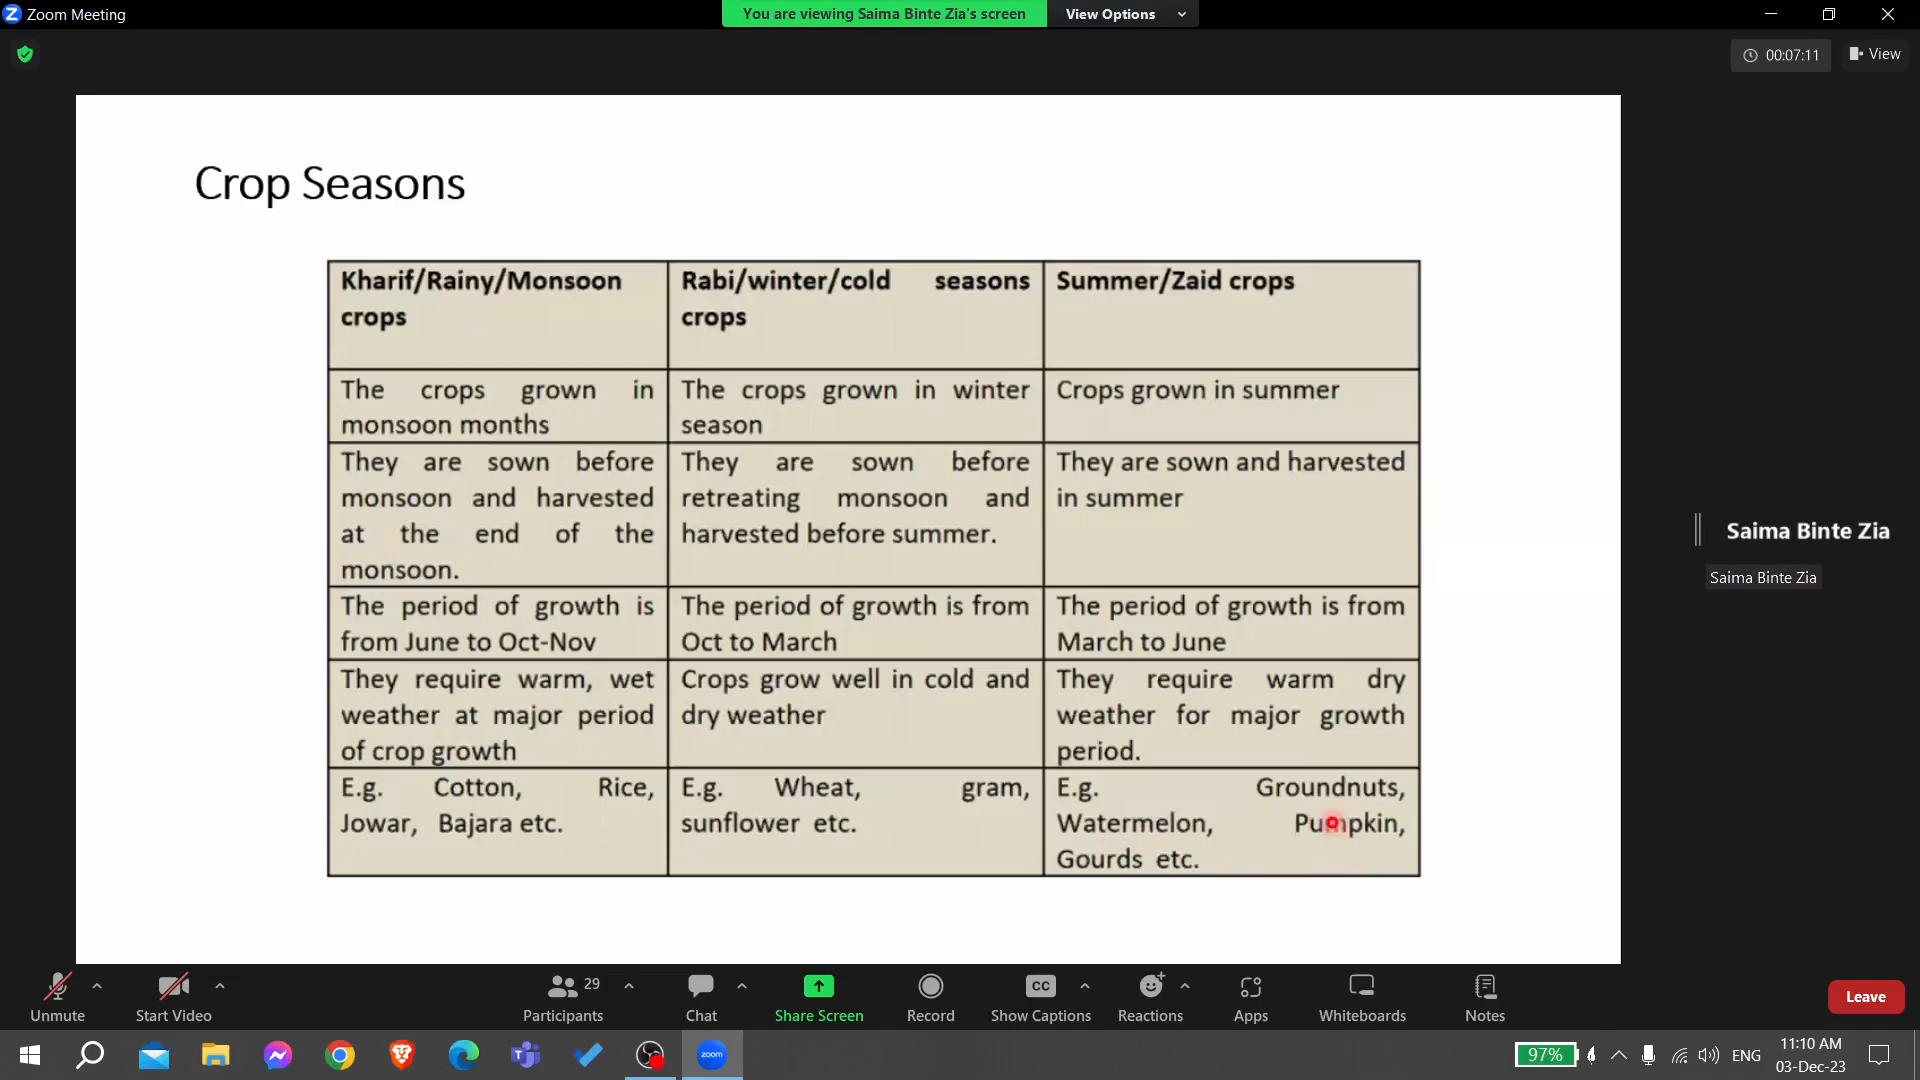 Zoom Meeting
You are viewing Saima Binte Zia's screen
View Options
00:07:11
View
Crop Seasons
Kharif/Rainy/Monsoon
crops
Rabi/winter/cold seasons
crops
Summer/Zaid crops
The crops grown in
monsoon months
The crops grown in winter
season
Crops grown in summer
They are sown before
monsoon and harvested
at the end of the
monsoon.
They are sown before
retreating monsoon and
harvested before summer.
They are sown and harvested
in summer
The period of growth is
from June to Oct-Nov
The period of growth is from
Oct to March
The period of growth is from
March to June
They require warm, wet
weather at major period
of crop growth
Crops grow well in cold and
dry weather
They require warm dry
weather for major growth
period.
E.g. Cotton, Rice,
Jowar, Bajara etc.
E.g. Wheat, gram,
sunflower etc.
E.g. Groundnuts,
Watermelon, Pumpkin,
Gourds etc.
Saima Binte Zia
Saima Binte Zia
Unmute
Start Video
29
Participants
Chat
Share Screen
Record
CC
Show Captions
Reactions
Apps
Whiteboards
Notes
Leave
zoom
97%
ENG
11:10 AM
03-Dec-23